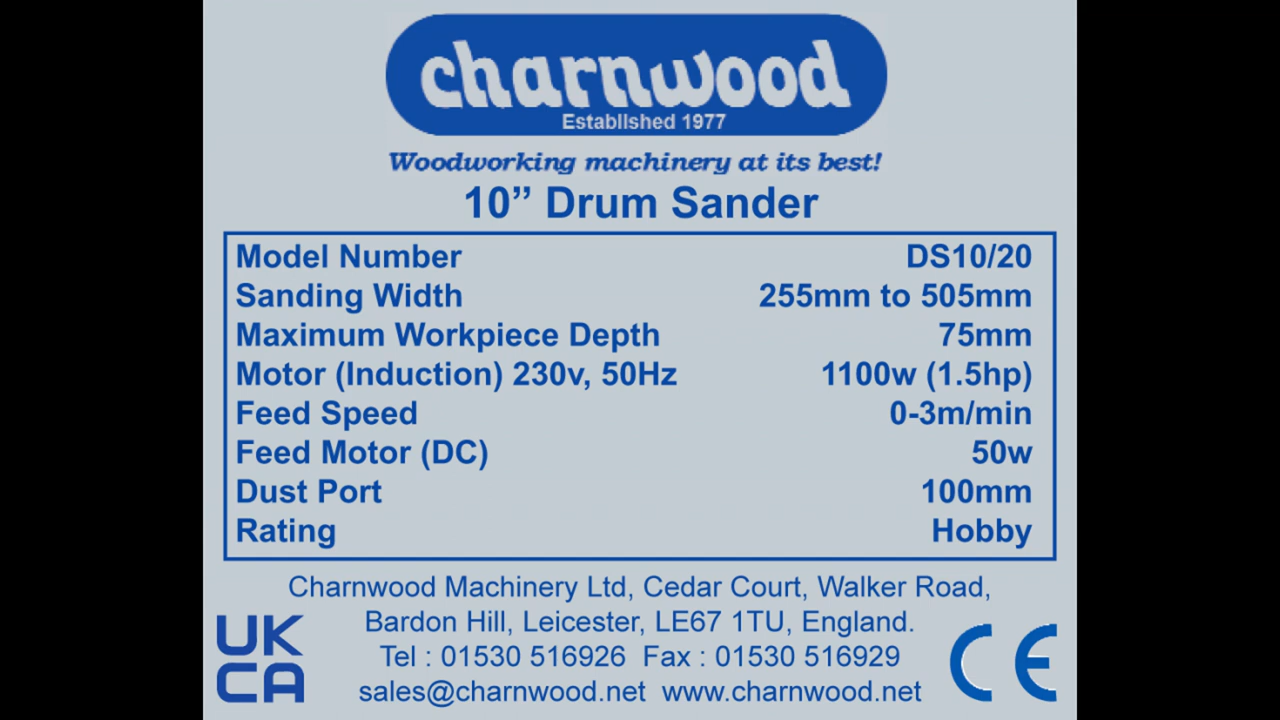 charnwood
Established 1977
Woodworking machinery at its best!
10” Drum Sander
Model Number DS10/20
Sanding Width 255mm to 505mm
Maximum Workpiece Depth 75mm
Motor (Induction) 230v, 50Hz 1100w (1.5hp)
Feed Speed 0-3m/min
Feed Motor (DC) 50w
Dust Port 100mm
Rating Hobby
Charnwood Machinery Ltd, Cedar Court, Walker Road,
Bardon Hill, Leicester, LE67 1TU, England.
Tel : 01530 516926 Fax : 01530 516929
sales@charnwood.net www.charnwood.net
UK
CA
CE